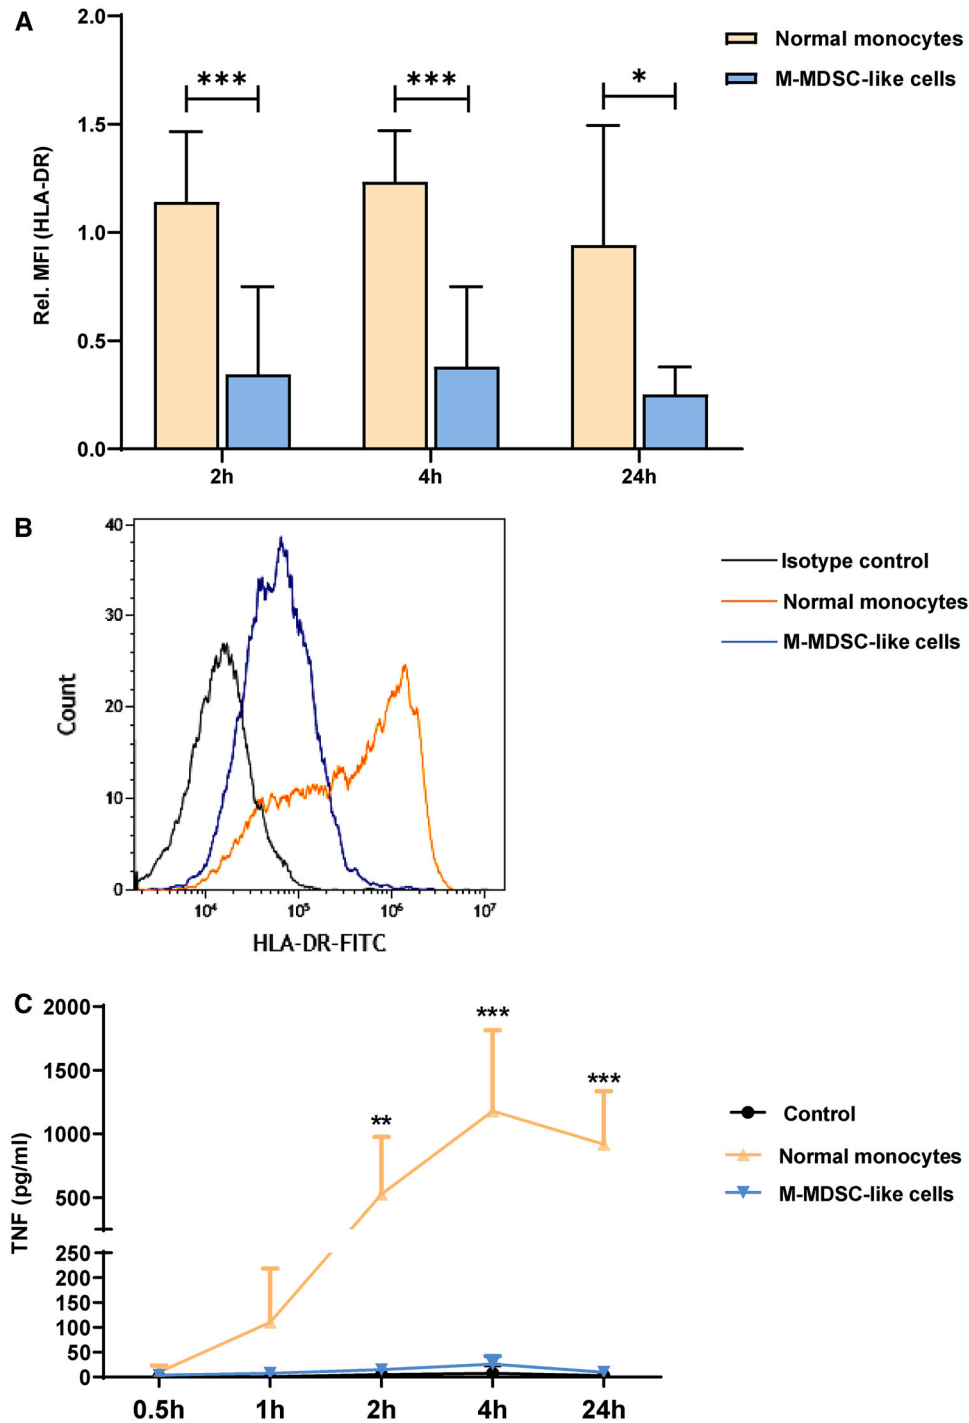 A
2.0
1.5
1.0
0.5
0.0
Rel. MFI (HLA-DR)
***
***
*
2h
4h
24h
Normal monocytes
M-MDSC-like cells
B
40
30
20
10
0
Count
10⁴
10⁵
10⁶
10⁷
HLA-DR-FITC
Isotype control
Normal monocytes
M-MDSC-like cells
C
2000
1500
1000
500
250
200
150
100
50
0
TNF (pg/ml)
**
***
***
0.5h
1h
2h
4h
24h
Control
Normal monocytes
M-MDSC-like cells